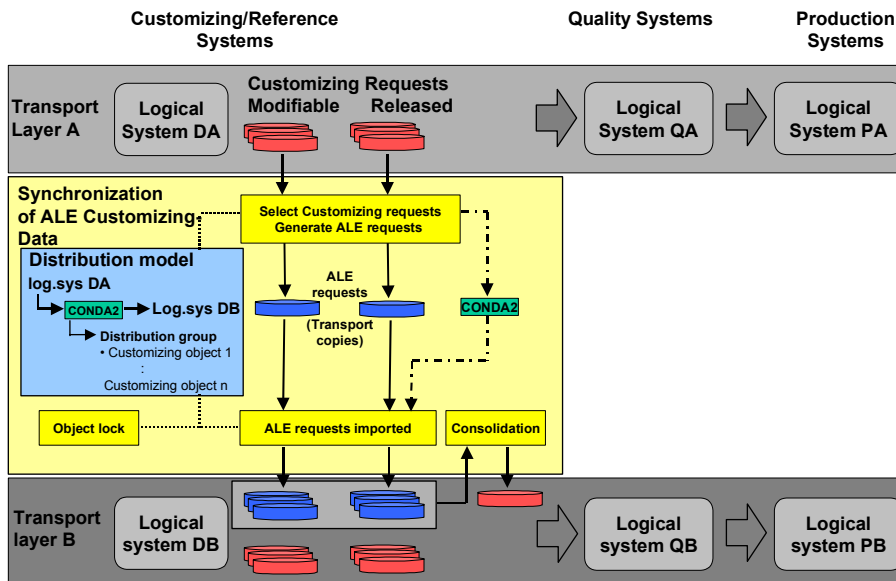 Customizing/Reference
Systems
Quality Systems
Production
Systems
Transport
Layer A
Logical
System DA
Customizing Requests
Modifiable Released
Logical
System QA
Logical
System PA
Synchronization
of ALE Customizing
Data
Select Customizing requests
Generate ALE requests
Distribution model
log.sys DA
CONDA2
Log.sys DB
Distribution group
• Customizing object 1
:
Customizing object n
ALE
requests
(Transport
copies)
CONDA2
Object lock
ALE requests imported
Consolidation
Transport
layer B
Logical
system DB
Logical
system QB
Logical
system PB